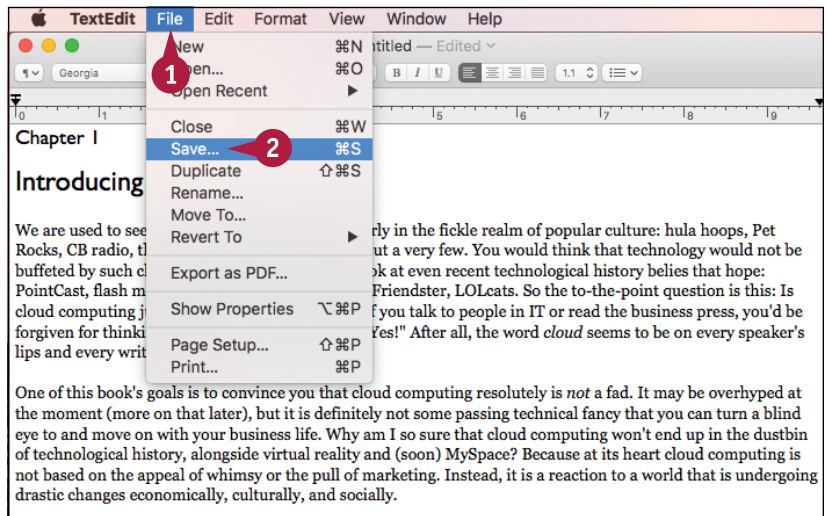 TextEdit File Edit Format View Window Help
ntitled — Edited
Georgia B I U 1.1
0 1 5 6 7 8 9
New ⌘N
1
pen... ⌘O
Open Recent ▶
Close ⌘W
Save... ⌘S
2
Duplicate ⇧⌘S
Rename...
Move To...
Revert To ▶
Export as PDF...
Show Properties ⌥⌘P
Page Setup... ⇧⌘P
Print... ⌘P
Chapter 1
Introducing
We are used to see rly in the fickle realm of popular culture: hula hoops, Pet
Rocks, CB radio, t ut a very few. You would think that technology would not be
buffeted by such c ok at even recent technological history belies that hope:
PointCast, flash m Friendster, LOLcats. So the to-the-point question is this: Is
cloud computing j f you talk to people in IT or read the business press, you'd be
forgiven for thinki Yes!" After all, the word cloud seems to be on every speaker's
lips and every writ
One of this book's goals is to convince you that cloud computing resolutely is not a fad. It may be overhyped at
the moment (more on that later), but it is definitely not some passing technical fancy that you can turn a blind
eye to and move on with your business life. Why am I so sure that cloud computing won't end up in the dustbin
of technological history, alongside virtual reality and (soon) MySpace? Because at its heart cloud computing is
not based on the appeal of whimsy or the pull of marketing. Instead, it is a reaction to a world that is undergoing
drastic changes economically, culturally, and socially.